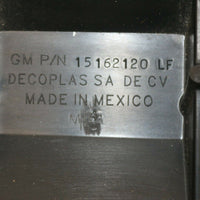 GM P/N 15162120 LF
DECOPLAS SA DE CV
MADE IN MEXICO